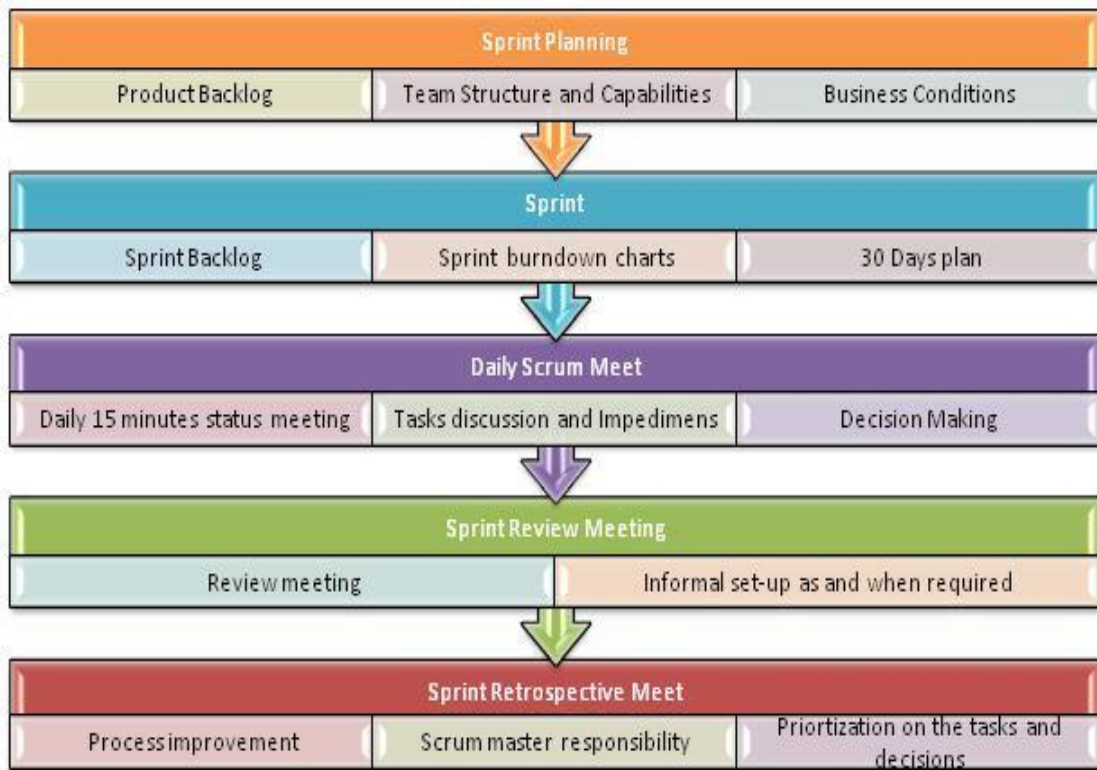 Sprint Planning
Product Backlog
Team Structure and Capabilities
Business Conditions
Sprint
Sprint Backlog
Sprint burndown charts
30 Days plan
Daily Scrum Meet
Daily 15 minutes status meeting
Tasks discussion and Impedimens
Decision Making
Sprint Review Meeting
Review meeting
Informal set-up as and when required
Sprint Retrospective Meet
Process improvement
Scrum master responsibility
Priortization on the tasks and
decisions